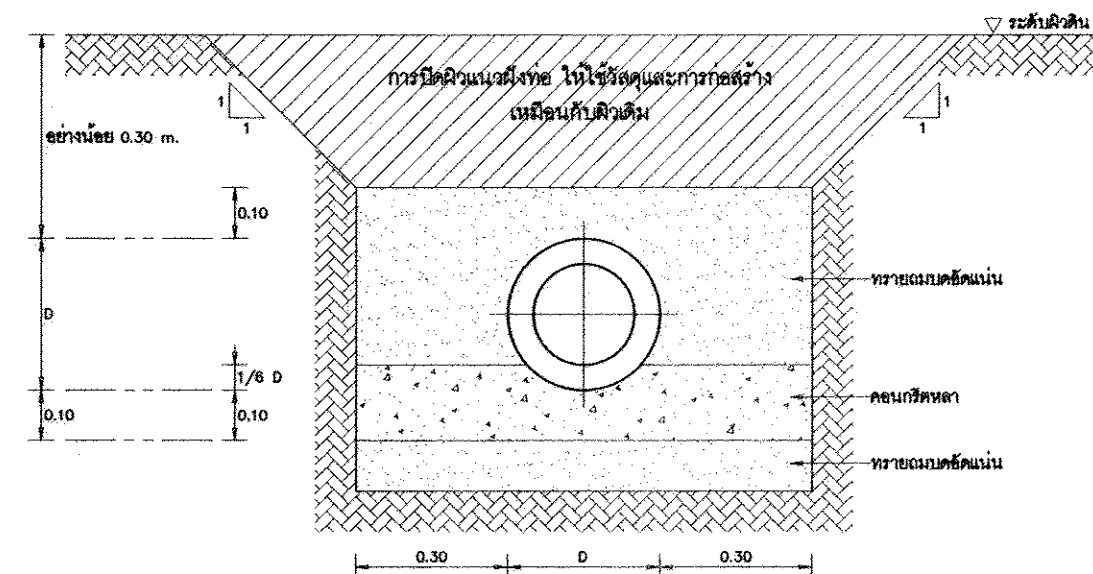 ระดับผิวดิน
การปิดผิวแนวฝังท่อ ให้ใช้วัสดุและการก่อสร้าง
เหมือนกับผิวเดิม
1
1
1
1
อย่างน้อย 0.30 m.
0.10
ทรายถมบดอัดแน่น
D
1/6 D
คอนกรีตหลา
0.10
0.10
ทรายถมบดอัดแน่น
0.30
D
0.30